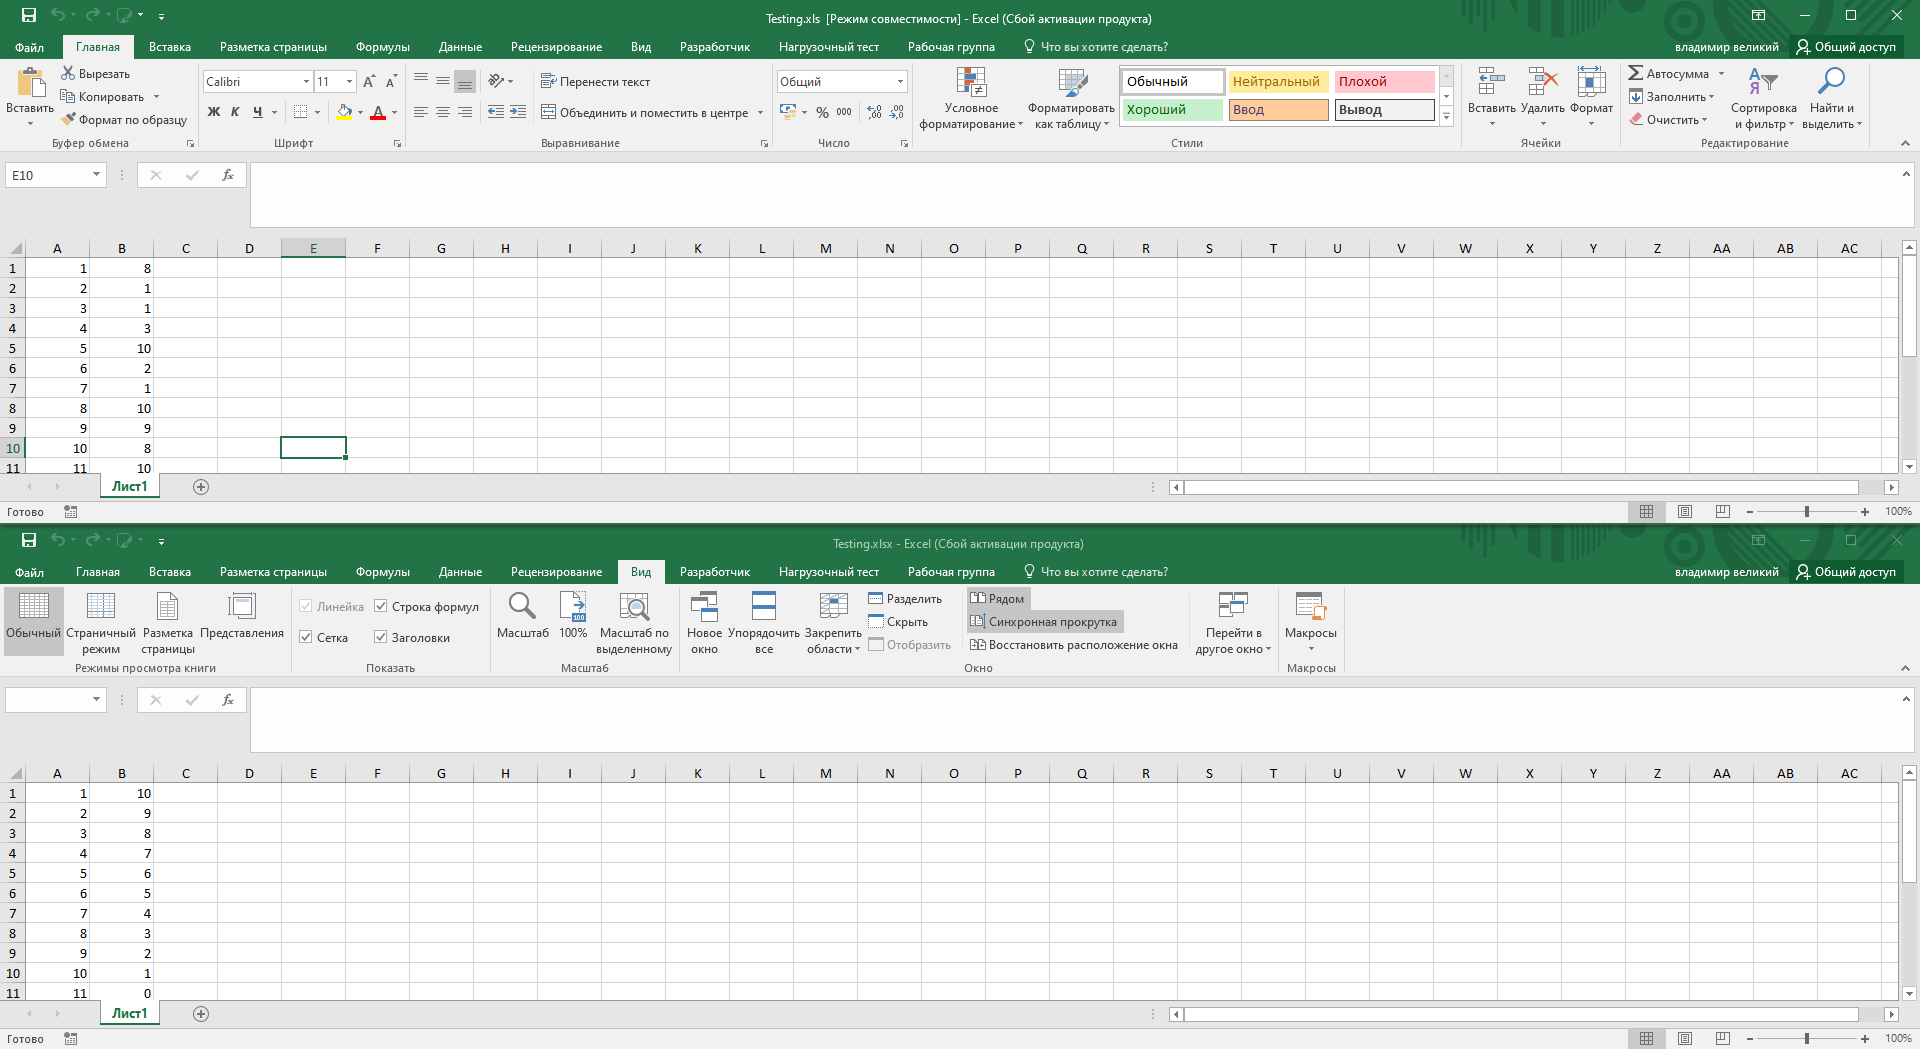 Testing.xls  [Режим совместимости] - Excel (Сбой активации продукта)
Файл Главная Вставка Разметка страницы Формулы Данные Рецензирование Вид Разработчик Нагрузочный тест Рабочая группа Что вы хотите сделать? владимир великий Общий доступ
Вставить
Вырезать
Копировать
Формат по образцу
Буфер обмена
Calibri 11
Ж К Ч
Шрифт
Перенести текст
Объединить и поместить в центре
Выравнивание
Общий
% 000
Число
Условное форматирование
Форматировать как таблицу
Обычный Нейтральный Плохой
Хороший Ввод Вывод
Стили
Вставить Удалить Формат
Ячейки
Автосумма
Заполнить
Очистить
Сортировка и фильтр
Найти и выделить
Редактирование
E10 fx
A B C D E F G H I J K L M N O P Q R S T U V W X Y Z AA AB AC
1 1 8
2 2 1
3 3 1
4 4 3
5 5 10
6 6 2
7 7 1
8 8 10
9 9 9
10 10 8
11 11 10
Лист1
Готово 100%
Testing.xlsx - Excel (Сбой активации продукта)
Файл Главная Вставка Разметка страницы Формулы Данные Рецензирование Вид Разработчик Нагрузочный тест Рабочая группа Что вы хотите сделать? владимир великий Общий доступ
Обычный
Страничный режим
Разметка страницы
Представления
Режимы просмотра книги
Линейка Строка формул
Сетка Заголовки
Показать
Масштаб
100%
Масштаб по выделенному
Масштаб
Новое окно
Упорядочить все
Закрепить области
Разделить
Скрыть
Отобразить
Рядом
Синхронная прокрутка
Восстановить расположение окна
Перейти в другое окно
Окно
Макросы
Макросы
fx
A B C D E F G H I J K L M N O P Q R S T U V W X Y Z AA AB AC
1 1 10
2 2 9
3 3 8
4 4 7
5 5 6
6 6 5
7 7 4
8 8 3
9 9 2
10 10 1
11 11 0
Лист1
Готово 100%